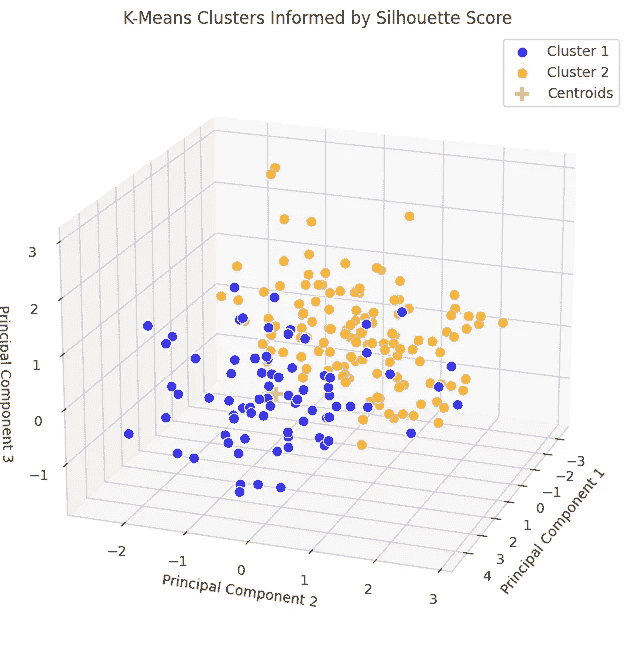 K-Means Clusters Informed by Silhouette Score
Cluster 1
Cluster 2
Centroids
3
2
1
0
−1
Principal Component 3
−2
−1
0
1
2
3
Principal Component 2
−3
−2
−1
0
1
2
3
4
Principal Component 1